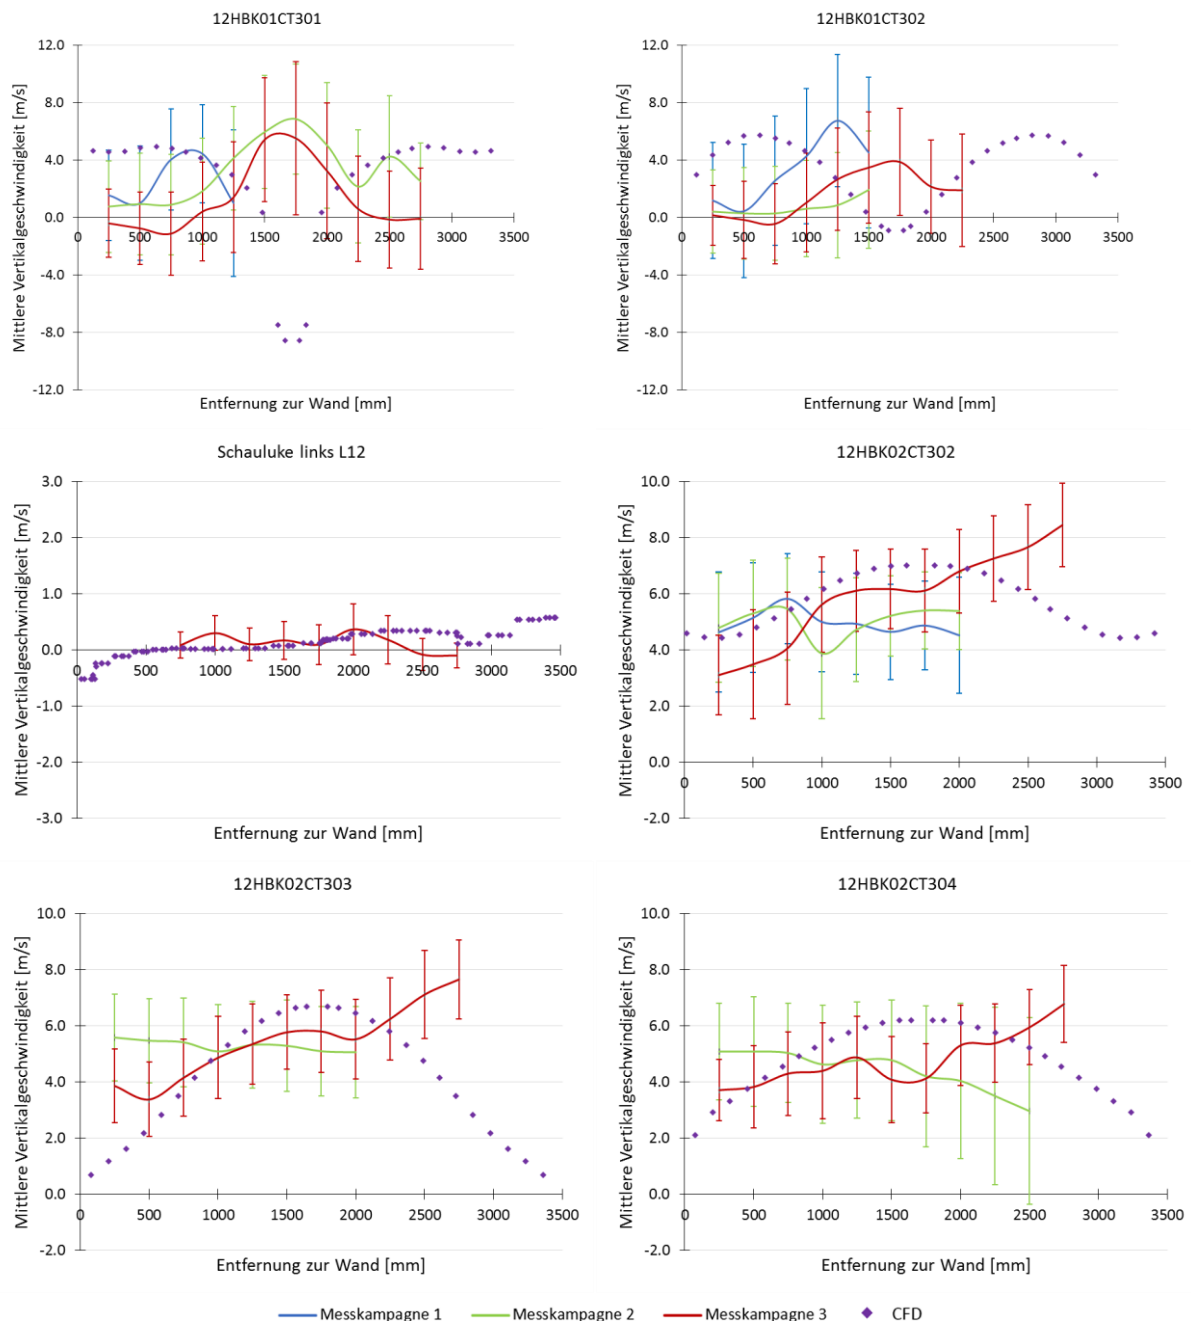 12HBK01CT301
12HBK01CT302
Mittlere Vertikalgeschwindigkeit [m/s]
12.0
8.0
4.0
0.0
-4.0
-8.0
-12.0
0 500 1000 1500 2000 2500 3000 3500
Entfernung zur Wand [mm]
Mittlere Vertikalgeschwindigkeit [m/s]
12.0
8.0
4.0
0.0
-4.0
-8.0
-12.0
0 500 1000 1500 2000 2500 3000 3500
Entfernung zur Wand [mm]
Schauluke links L12
12HBK02CT302
Mittlere Vertikalgeschwindigkeit [m/s]
3.0
2.0
1.0
0.0
-1.0
-2.0
-3.0
0 500 1000 1500 2000 2500 3000 3500
Entfernung zur Wand [mm]
Mittlere Vertikalgeschwindigkeit [m/s]
10.0
8.0
6.0
4.0
2.0
0.0
-2.0
0 500 1000 1500 2000 2500 3000 3500
Entfernung zur Wand [mm]
12HBK02CT303
12HBK02CT304
Mittlere Vertikalgeschwindigkeit [m/s]
10.0
8.0
6.0
4.0
2.0
0.0
-2.0
0 500 1000 1500 2000 2500 3000 3500
Entfernung zur Wand [mm]
Mittlere Vertikalgeschwindigkeit [m/s]
10.0
8.0
6.0
4.0
2.0
0.0
-2.0
0 500 1000 1500 2000 2500 3000 3500
Entfernung zur Wand [mm]
Messkampagne 1 Messkampagne 2 Messkampagne 3 CFD